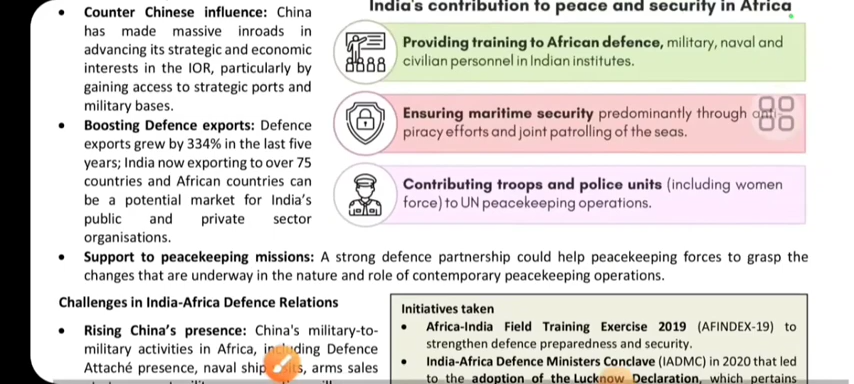 • Counter Chinese influence: China
has made massive inroads in
advancing its strategic and economic
interests in the IOR, particularly by
gaining access to strategic ports and
military bases.
• Boosting Defence exports: Defence
exports grew by 334% in the last five
years; India now exporting to over 75
countries and African countries can
be a potential market for India's
public and private sector
organisations.
India's contribution to peace and security in Africa
Providing training to African defence, military, naval and
civilian personnel in Indian institutes.
Ensuring maritime security predominantly through
piracy efforts and joint patrolling of the seas.
Contributing troops and police units (including women
force) to UN peacekeeping operations.
• Support to peacekeeping missions: A strong defence partnership could help peacekeeping forces to grasp the
changes that are underway in the nature and role of contemporary peacekeeping operations.
Challenges in India-Africa Defence Relations
• Rising China's presence: China's military-to-
military activities in Africa, including Defence
Attaché presence, naval ship arms sales
Initiatives taken
• Africa-India Field Training Exercise 2019 (AFINDEX-19) to
strengthen defence preparedness and security.
• India-Africa Defence Ministers Conclave (IADMC) in 2020 that led
to the adoption of the Lucknow Declaration, which pertains